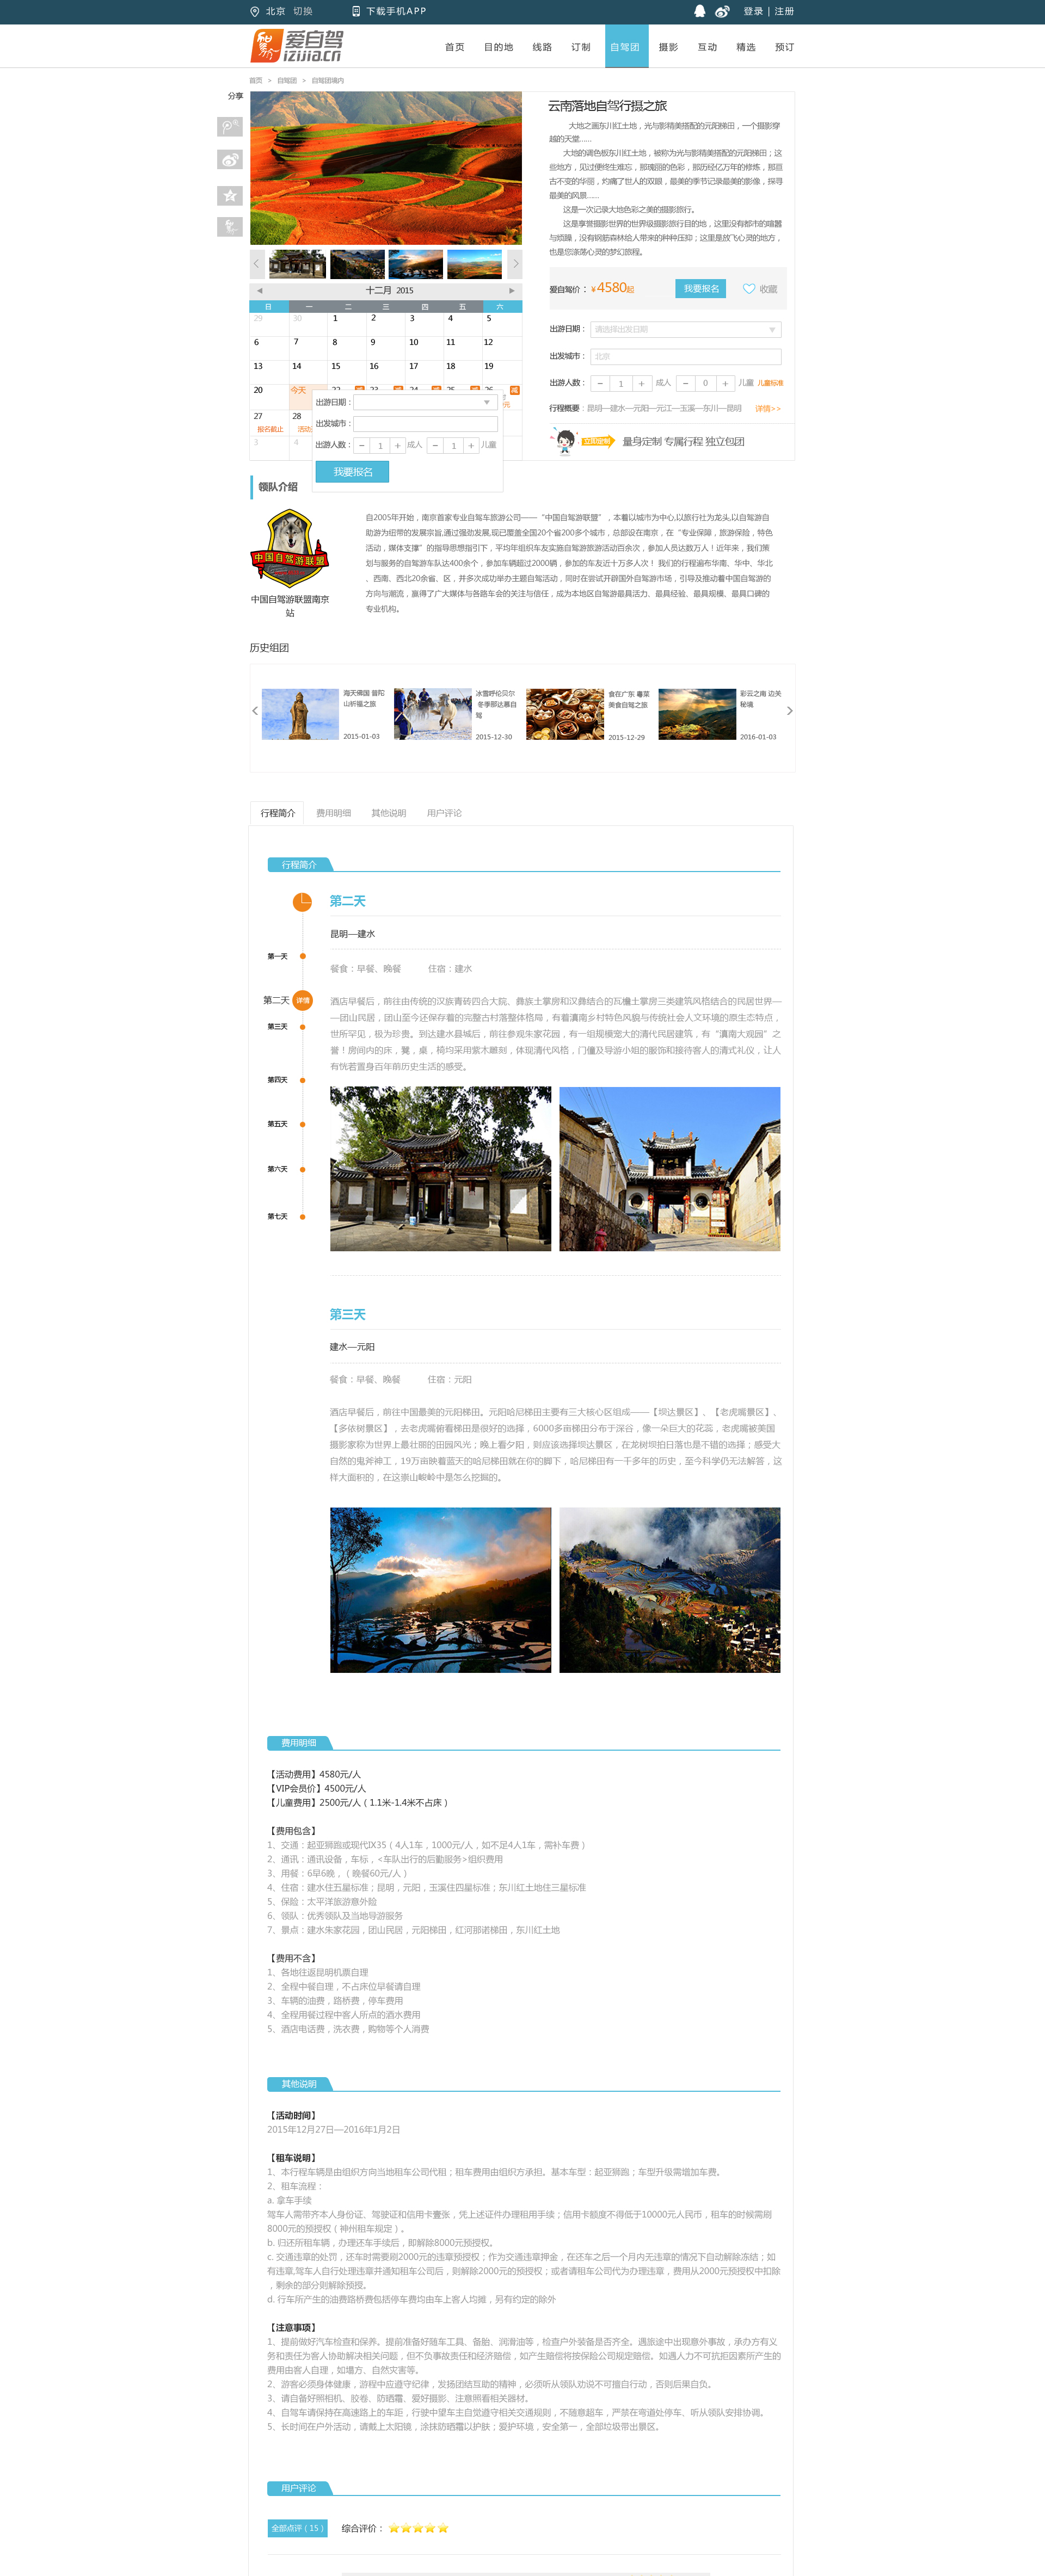 北京 切换 下载手机APP 登录 | 注册
爱自驾
izijia.cn
首页 目的地 线路 订制 自驾团 摄影 互动 精选 预订
首页 > 自驾团 > 自驾团境内
分享
云南落地自驾行摄之旅
大地之画东川红土地，光与影精美搭配的元阳梯田，一个摄影穿
越的天堂......
大地的调色板东川红土地，被称为光与影精美搭配的元阳梯田；这
些地方，见过便终生难忘，那瑰丽的色彩，那历经亿万年的修炼，那亘
古不变的华丽，灼痛了世人的双眼，最美的季节记录最美的影像，探寻
最美的风景......
这是一次记录大地色彩之美的摄影旅行。
这是享誉摄影世界的世界级摄影旅行目的地，这里没有都市的喧嚣
与烦躁，没有钢筋森林给人带来的种种压抑；这里是放飞心灵的地方，
也是您涤荡心灵的梦幻旅程。
爱自驾价： ¥4580起 我要报名 收藏
出游日期： 请选择出发日期
出发城市： 北京
出游人数： − 1 + 成人 − 0 + 儿童 儿童标准
行程概要：昆明—建水—元阳—元江—玉溪—东川—昆明 详情>>
立即定制 量身定制 专属行程 独立包团
十二月 2015
日 一 二 三 四 五 六
29 30 1 2 3 4 5
6 7 8 9 10 11 12
13 14 15 16 17 18 19
20 今天
27 28
报名截止
3 4
出游日期：
出发城市：
出游人数： − 1 + 成人 − 1 + 儿童
我要报名
领队介绍
中国自驾游联盟
中国自驾游联盟南京
站
自2005年开始，南京首家专业自驾车旅游公司——“中国自驾游联盟”，本着以城市为中心,以旅行社为龙头,以自驾游自
助游为纽带的发展宗旨,通过强劲发展,现已覆盖全国20个省200多个城市，总部设在南京，在“专业保障，旅游保险，特色
活动，媒体支撑”的指导思想指引下，平均年组织车友实施自驾游旅游活动百余次，参加人员达数万人！近年来，我们策
划与服务的自驾游车队达400余个，参加车辆超过2000辆，参加的车友近十万多人次！我们的行程遍布华南、华中、华北
、西南、西北20余省、区，并多次成功举办主题自驾活动，同时在尝试开辟国外自驾游市场，引导及推动着中国自驾游的
方向与潮流，赢得了广大媒体与各路车会的关注与信任，成为本地区自驾游最具活力、最具经验、最具规模、最具口碑的
专业机构。
历史组团
海天佛国 普陀
山祈福之旅
2015-01-03
冰雪呼伦贝尔
冬季那达慕自
驾
2015-12-30
食在广东 粤菜
美食自驾之旅
2015-12-29
彩云之南 边关
秘境
2016-01-03
行程简介 费用明细 其他说明 用户评论
行程简介
第一天
第二天 详情
第三天
第四天
第五天
第六天
第七天
第二天
昆明—建水
餐食：早餐、晚餐 住宿：建水
酒店早餐后，前往由传统的汉族青砖四合大院、彝族土掌房和汉彝结合的瓦檐土掌房三类建筑风格结合的民居世界—
—团山民居，团山至今还保存着的完整古村落整体格局，有着滇南乡村特色风貌与传统社会人文环境的原生态特点，
世所罕见，极为珍贵。到达建水县城后，前往参观朱家花园，有一组规模宽大的清代民居建筑，有“滇南大观园”之
誉！房间内的床，凳，桌，椅均采用紫木雕刻，体现清代风格，门僮及导游小姐的服饰和接待客人的清式礼仪，让人
有恍若置身百年前历史生活的感受。
第三天
建水—元阳
餐食：早餐、晚餐 住宿：元阳
酒店早餐后，前往中国最美的元阳梯田。元阳哈尼梯田主要有三大核心区组成——【坝达景区】、【老虎嘴景区】、
【多依树景区】，去老虎嘴俯看梯田是很好的选择，6000多亩梯田分布于深谷，像一朵巨大的花蕊，老虎嘴被美国
摄影家称为世界上最壮丽的田园风光；晚上看夕阳，则应该选择坝达景区，在龙树坝拍日落也是不错的选择；感受大
自然的鬼斧神工，19万亩映着蓝天的哈尼梯田就在你的脚下，哈尼梯田有一千多年的历史，至今科学仍无法解答，这
样大面积的，在这崇山峻岭中是怎么挖掘的。
费用明细
【活动费用】4580元/人
【VIP会员价】4500元/人
【儿童费用】2500元/人（1.1米-1.4米不占床）
【费用包含】
1、交通：起亚狮跑或现代IX35（4人1车，1000元/人，如不足4人1车，需补车费）
2、通讯：通讯设备，车标，<车队出行的后勤服务>组织费用
3、用餐：6早6晚，（晚餐60元/人）
4、住宿：建水住五星标准；昆明，元阳，玉溪住四星标准；东川红土地住三星标准
5、保险：太平洋旅游意外险
6、领队：优秀领队及当地导游服务
7、景点：建水朱家花园，团山民居，元阳梯田，红河那诺梯田，东川红土地
【费用不含】
1、各地往返昆明机票自理
2、全程中餐自理，不占床位早餐请自理
3、车辆的油费，路桥费，停车费用
4、全程用餐过程中客人所点的酒水费用
5、酒店电话费，洗衣费，购物等个人消费
其他说明
【活动时间】
2015年12月27日—2016年1月2日
【租车说明】
1、本行程车辆是由组织方向当地租车公司代租；租车费用由组织方承担。基本车型：起亚狮跑；车型升级需增加车费。
2、租车流程：
a. 拿车手续
驾车人需带齐本人身份证、驾驶证和信用卡壹张，凭上述证件办理租用手续；信用卡额度不得低于10000元人民币，租车的时候需刷
8000元的预授权（神州租车规定）。
b. 归还所租车辆，办理还车手续后，即解除8000元预授权。
c. 交通违章的处罚，还车时需要刷2000元的违章预授权；作为交通违章押金，在还车之后一个月内无违章的情况下自动解除冻结；如
有违章,驾车人自行处理违章并通知租车公司后，则解除2000元的预授权；或者请租车公司代为办理违章，费用从2000元预授权中扣除
，剩余的部分则解除预授。
d. 行车所产生的油费路桥费包括停车费均由车上客人均摊，另有约定的除外
【注意事项】
1、提前做好汽车检查和保养。提前准备好随车工具、备胎、润滑油等，检查户外装备是否齐全。遇旅途中出现意外事故，承办方有义
务和责任为客人协助解决相关问题，但不负事故责任和经济赔偿，如产生赔偿将按保险公司规定赔偿。如遇人力不可抗拒因素所产生的
费用由客人自理，如塌方、自然灾害等。
2、游客必须身体健康，游程中应遵守纪律，发扬团结互助的精神，必须听从领队劝说不可擅自行动，否则后果自负。
3、请自备好照相机、胶卷、防晒霜、爱好摄影、注意照看相关器材。
4、自驾车请保持在高速路上的车距，行驶中望车主自觉遵守相关交通规则，不随意超车，严禁在弯道处停车、听从领队安排协调。
5、长时间在户外活动，请戴上太阳镜，涂抹防晒霜以护肤；爱护环境，安全第一，全部垃圾带出景区。
用户评论
全部点评（15） 综合评价：